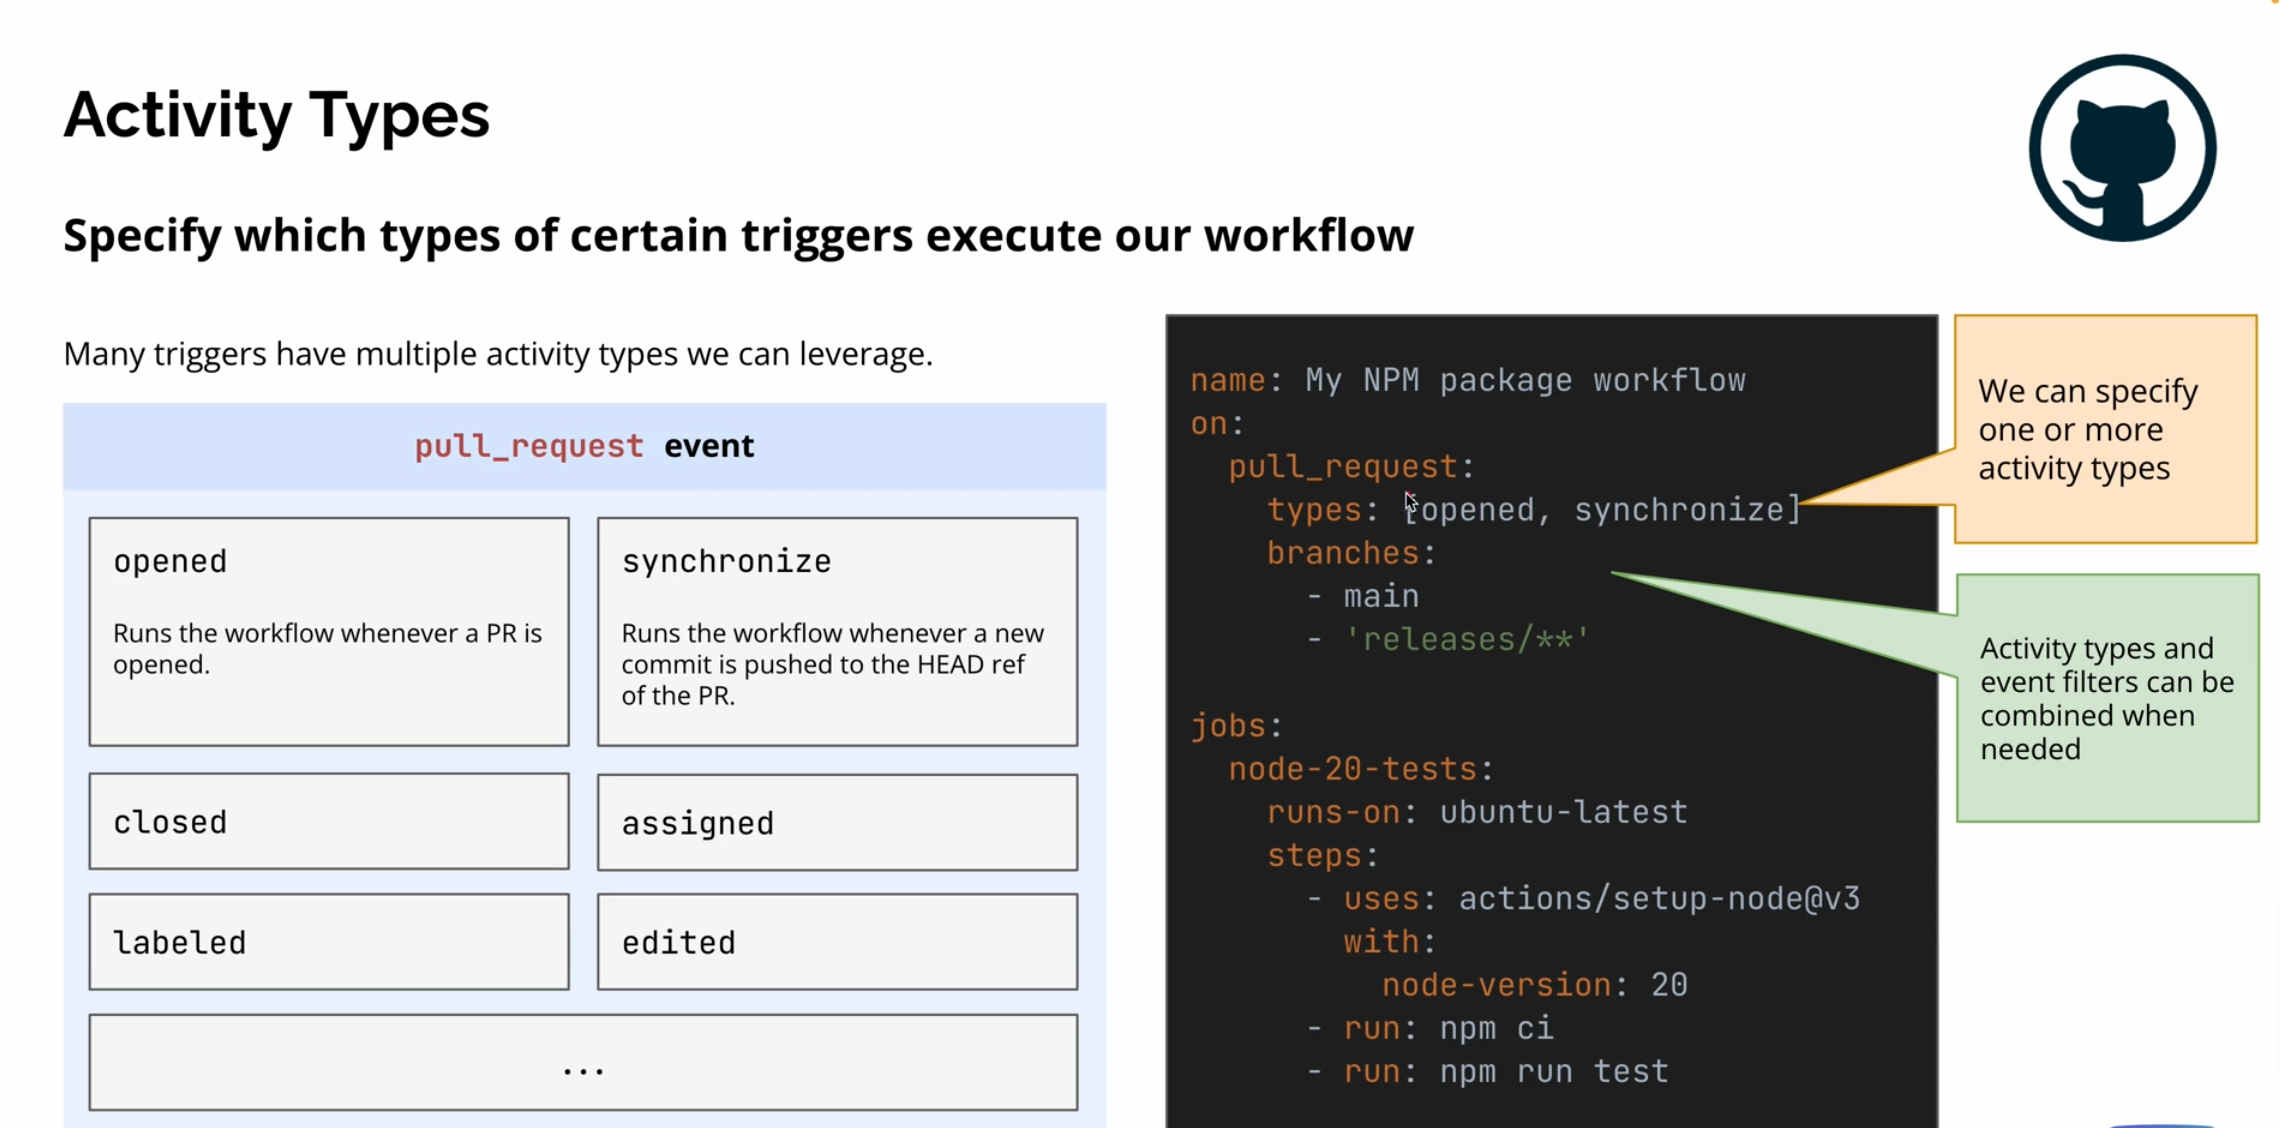 Activity Types
Specify which types of certain triggers execute our workflow
Many triggers have multiple activity types we can leverage.
pull_request event
opened
Runs the workflow whenever a PR is
opened.
synchronize
Runs the workflow whenever a new
commit is pushed to the HEAD ref
of the PR.
closed
assigned
labeled
edited
...
name: My NPM package workflow
on:
  pull_request:
    types: [opened, synchronize]
    branches:
      - main
      - 'releases/**'

jobs:
  node-20-tests:
    runs-on: ubuntu-latest
    steps:
      - uses: actions/setup-node@v3
        with:
          node-version: 20
      - run: npm ci
      - run: npm run test
We can specify
one or more
activity types
Activity types and
event filters can be
combined when
needed